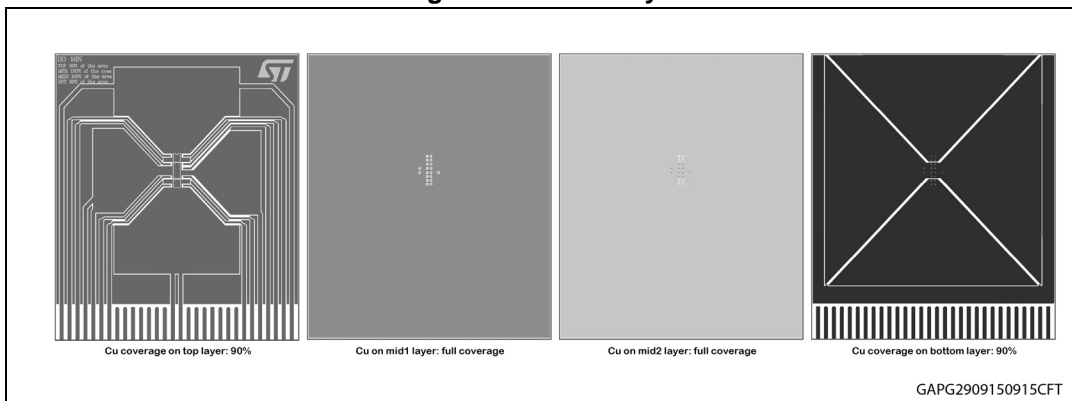 SO 16N
TOP 90% of the area
MID1 100% of the area
MID2 100% of the area
BOT 90% of the area
ST
Cu coverage on top layer: 90%
Cu on mid1 layer: full coverage
Cu on mid2 layer: full coverage
Cu coverage on bottom layer: 90%
GAPG2909150915CFT